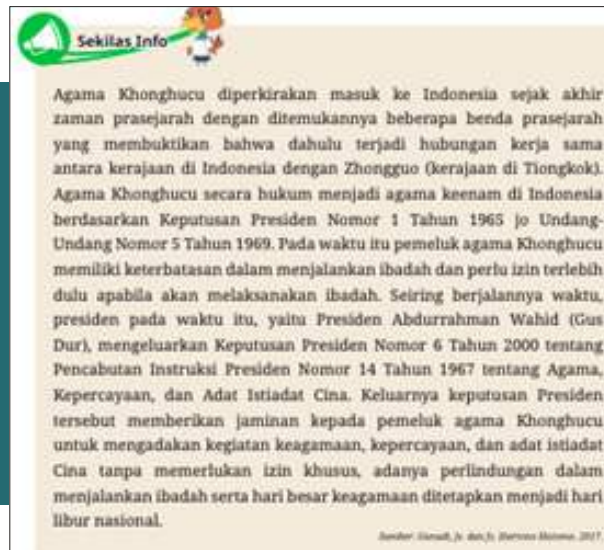 Sekilas Info
Agama Khonghucu diperkirakan masuk ke Indonesia sejak akhir
zaman prasejarah dengan ditemukannya beberapa benda prasejarah
yang membuktikan bahwa dahulu terjadi hubungan kerja sama
antara kerajaan di Indonesia dengan Zhongguo (kerajaan di Tiongkok).
Agama Khonghucu secara hukum menjadi agama keenam di Indonesia
berdasarkan Keputusan Presiden Nomor 1 Tahun 1965 jo Undang-
Undang Nomor 5 Tahun 1969. Pada waktu itu pemeluk agama Khonghucu
memiliki keterbatasan dalam menjalankan ibadah dan perlu izin terlebih
dulu apabila akan melaksanakan ibadah. Seiring berjalannya waktu,
presiden pada waktu itu, yaitu Presiden Abdurrahman Wahid (Gus
Dur), mengeluarkan Keputusan Presiden Nomor 6 Tahun 2000 tentang
Pencabutan Instruksi Presiden Nomor 14 Tahun 1967 tentang Agama,
Kepercayaan, dan Adat Istiadat Cina. Keluarnya keputusan Presiden
tersebut memberikan jaminan kepada pemeluk agama Khonghucu
untuk mengadakan kegiatan keagamaan, kepercayaan, dan adat istiadat
Cina tanpa memerlukan izin khusus, adanya perlindungan dalam
menjalankan ibadah serta hari besar keagamaan ditetapkan menjadi hari
libur nasional.
Sumber: dan 2017.